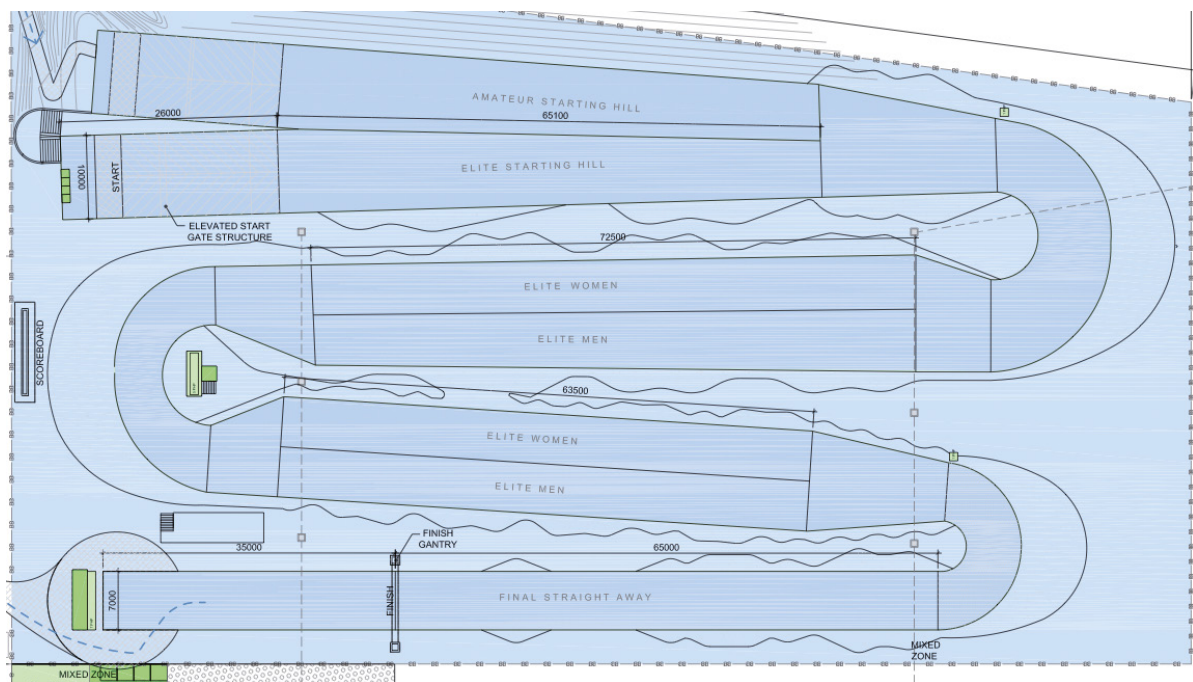 AMATEUR STARTING HILL
26000
65100
10000
START
ELITE STARTING HILL
ELEVATED START
GATE STRUCTURE
72500
ELITE WOMEN
ELITE MEN
SCOREBOARD
63500
ELITE WOMEN
ELITE MEN
FINISH
GANTRY
35000
65000
7000
FINISH
FINAL STRAIGHT AWAY
MIXED
ZONE
MIXED ZONE